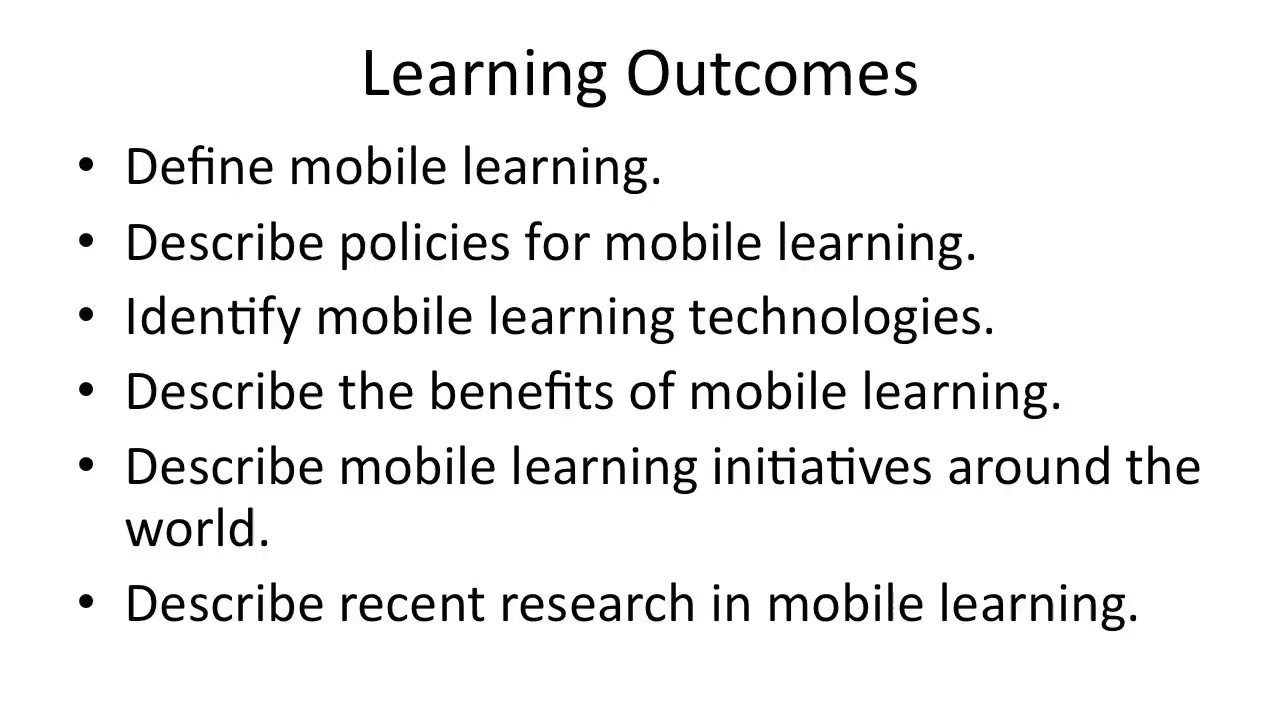 Learning Outcomes
• Define mobile learning.
• Describe policies for mobile learning.
• Identify mobile learning technologies.
• Describe the benefits of mobile learning.
• Describe mobile learning initiatives around the
world.
• Describe recent research in mobile learning.